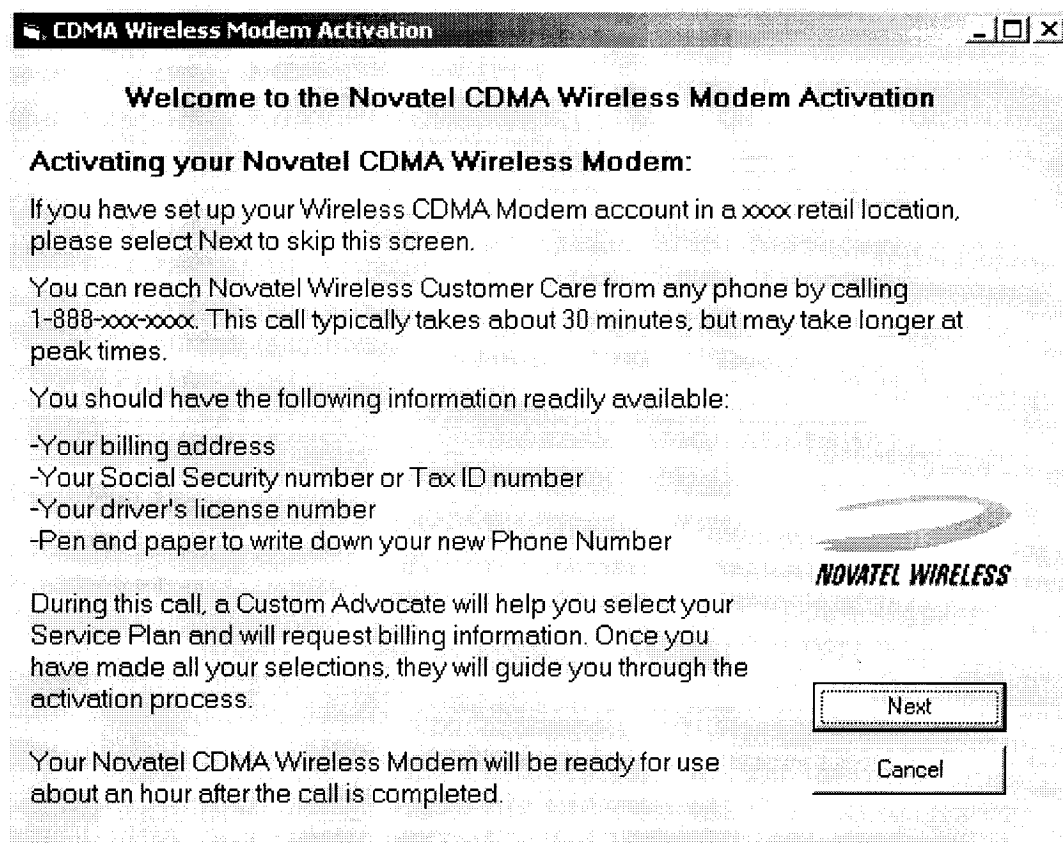 CDMA Wireless Modem Activation
Welcome to the Novatel CDMA Wireless Modem Activation
Activating your Novatel CDMA Wireless Modem:
If you have set up your Wireless CDMA Modem account in a xxxx retail location,
please select Next to skip this screen.
You can reach Novatel Wireless Customer Care from any phone by calling
1-888-xxx-xxxx. This call typically takes about 30 minutes, but may take longer at
peak times.
You should have the following information readily available:
-Your billing address
-Your Social Security number or Tax ID number
-Your driver's license number
-Pen and paper to write down your new Phone Number
NOVATEL WIRELESS
During this call, a Custom Advocate will help you select your
Service Plan and will request billing information. Once you
have made all your selections, they will guide you through the
activation process.
Next
Your Novatel CDMA Wireless Modem will be ready for use
about an hour after the call is completed.
Cancel